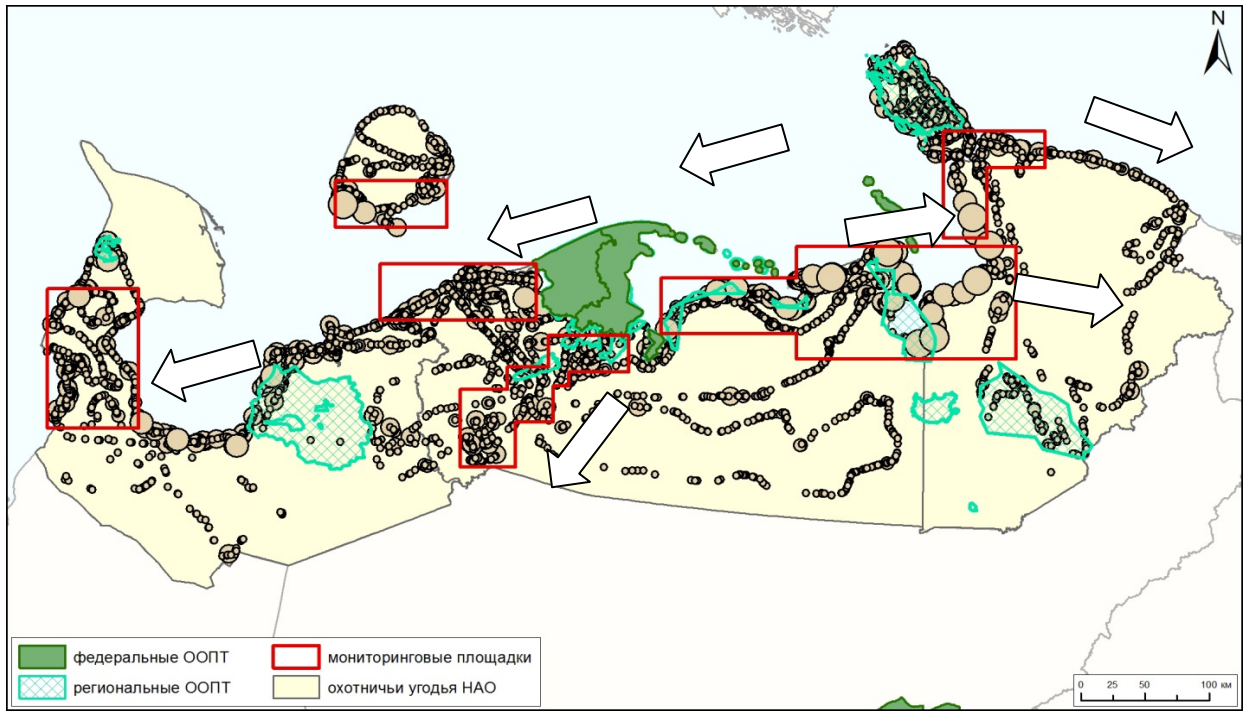 N
федеральные ООПТ
мониторинговые площадки
региональные ООПТ
охотничьи угодья НАО
0 25 50 100 км